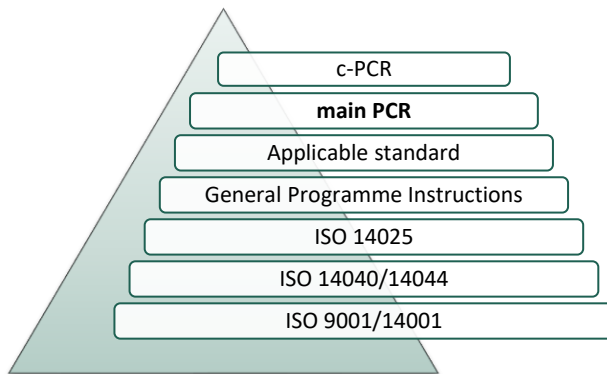 c-PCR
main PCR
Applicable standard
General Programme Instructions
ISO 14025
ISO 14040/14044
ISO 9001/14001